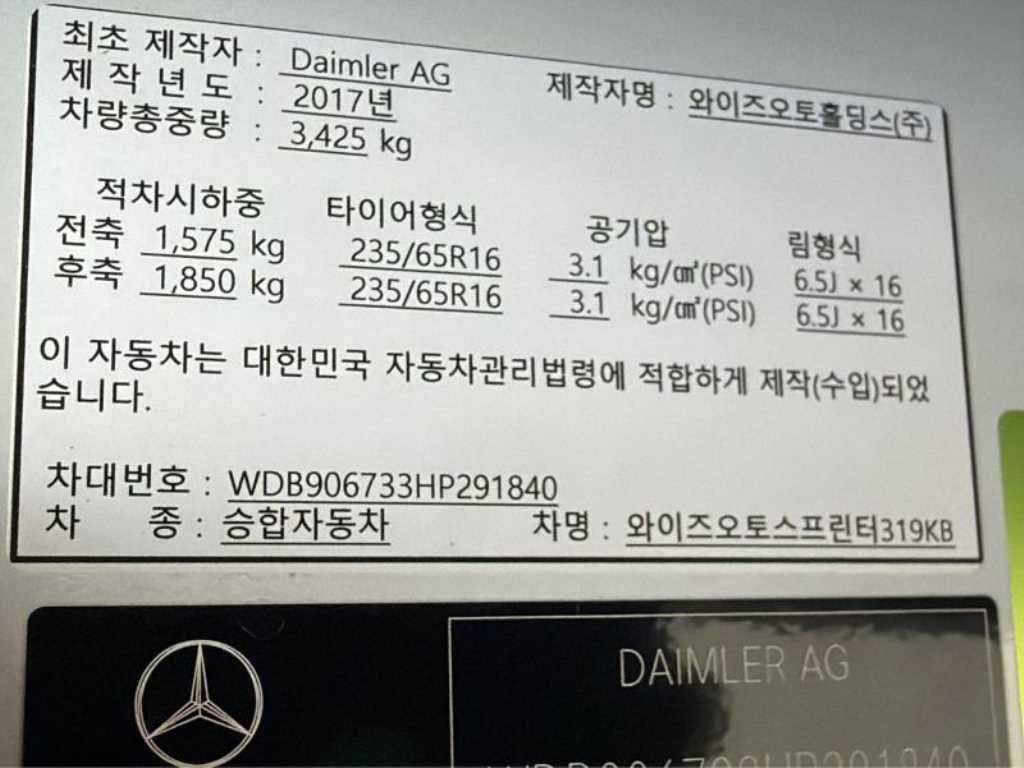 최초 제작자 : Daimler AG 제작자명 : 와이즈오토홀딩스(주)
제 작 년 도 : 2017년
차량총중량 : 3,425 kg
적차시하중 타이어형식 공기압 림형식
전축 1,575 kg 235/65R16 3.1 kg/㎠(PSI) 6.5J × 16
후축 1,850 kg 235/65R16 3.1 kg/㎠(PSI) 6.5J × 16
이 자동차는 대한민국 자동차관리법령에 적합하게 제작(수입)되었
습니다.
차대번호 : WDB906733HP291840
차 종 : 승합자동차 차명 : 와이즈오토스프린터319KB
DAIMLER AG